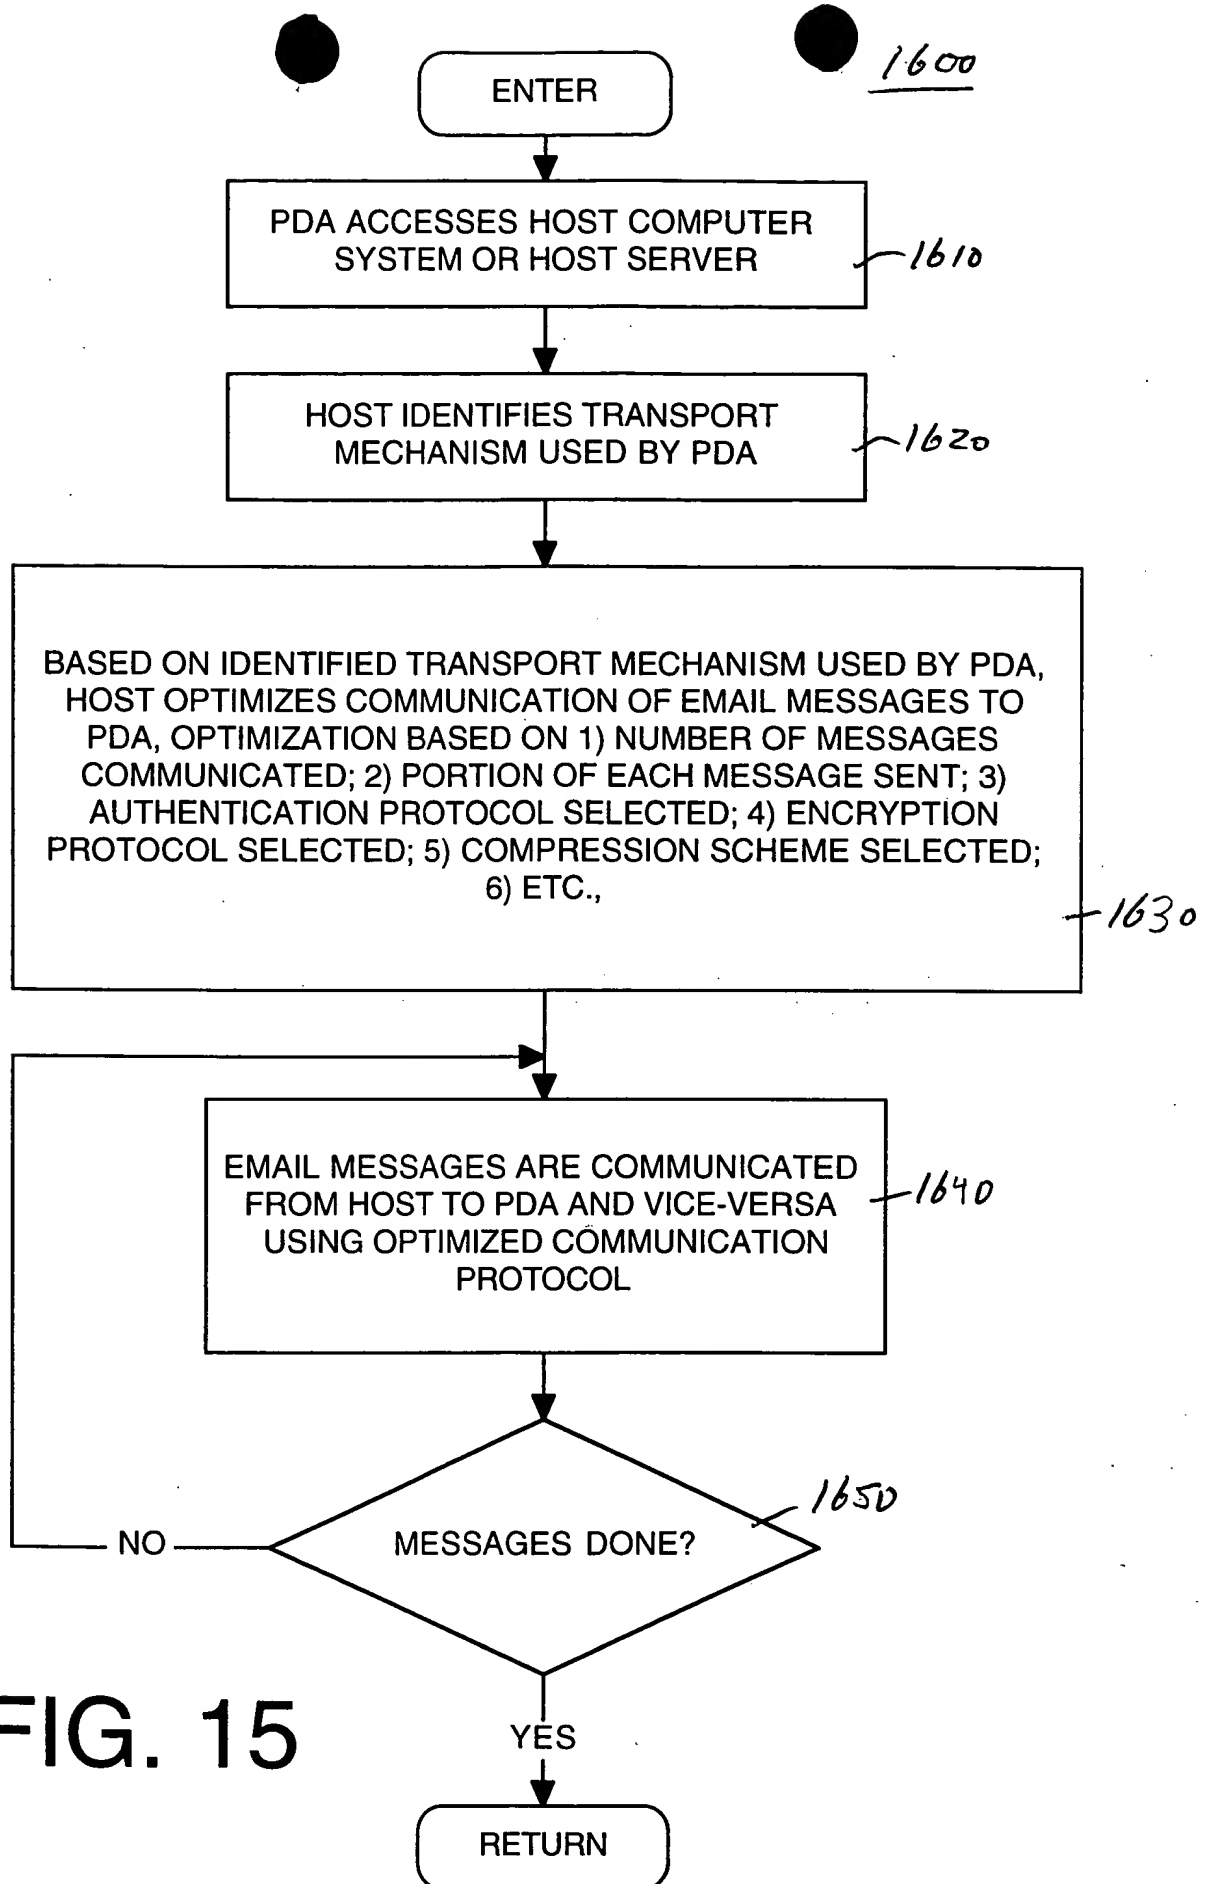 1600
ENTER
PDA ACCESSES HOST COMPUTER
SYSTEM OR HOST SERVER
1610
HOST IDENTIFIES TRANSPORT
MECHANISM USED BY PDA
1620
BASED ON IDENTIFIED TRANSPORT MECHANISM USED BY PDA,
HOST OPTIMIZES COMMUNICATION OF EMAIL MESSAGES TO
PDA, OPTIMIZATION BASED ON 1) NUMBER OF MESSAGES
COMMUNICATED; 2) PORTION OF EACH MESSAGE SENT; 3)
AUTHENTICATION PROTOCOL SELECTED; 4) ENCRYPTION
PROTOCOL SELECTED; 5) COMPRESSION SCHEME SELECTED;
6) ETC.,
1630
EMAIL MESSAGES ARE COMMUNICATED
FROM HOST TO PDA AND VICE-VERSA
USING OPTIMIZED COMMUNICATION
PROTOCOL
1640
1650
MESSAGES DONE?
NO
YES
RETURN
FIG. 15